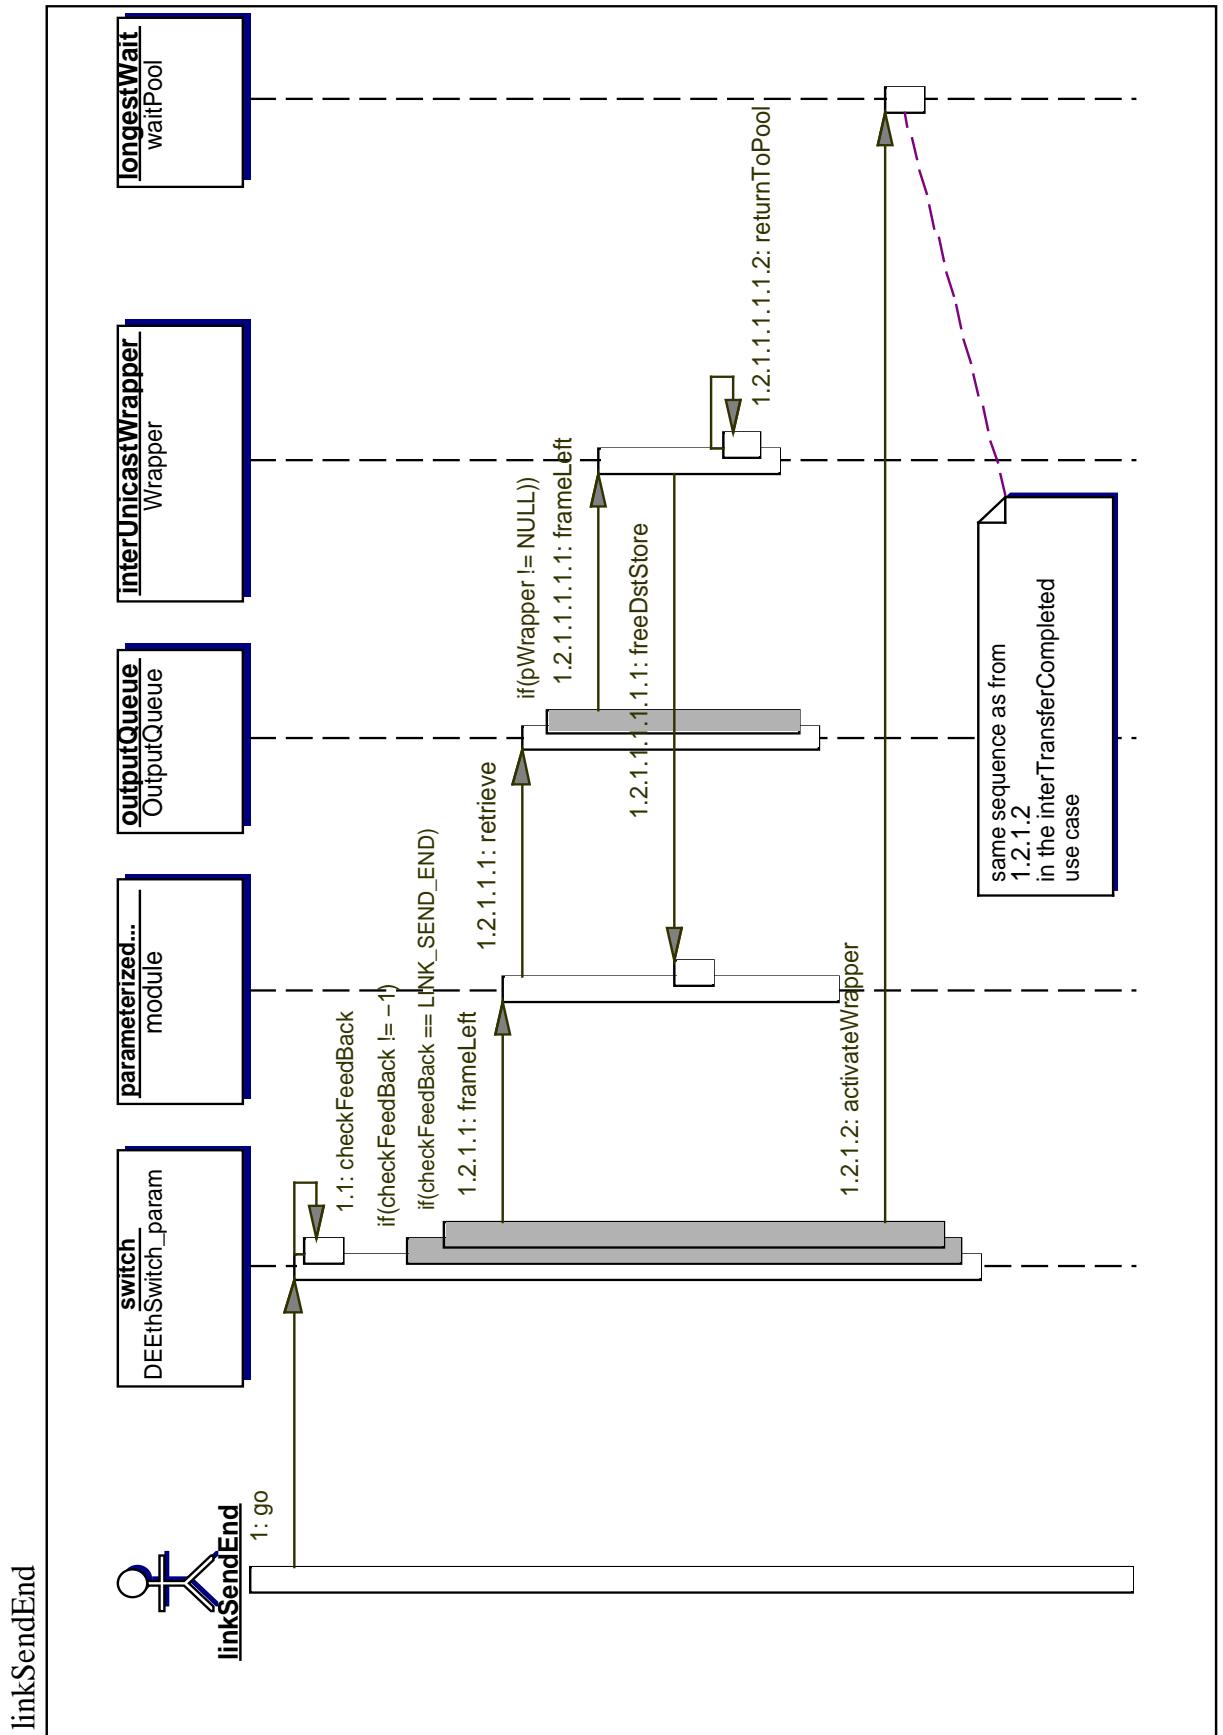 linkSendEnd
linkSendEnd
switch
DEEthSwitch_param
parameterized...
module
outputQueue
OutputQueue
interUnicastWrapper
Wrapper
longestWait
waitPool
1: go
1.1: checkFeedBack
if(checkFeedBack != −1)
if(checkFeedBack == LINK_SEND_END)
1.2.1.1: frameLeft
1.2.1.1.1: retrieve
if(pWrapper != NULL))
1.2.1.1.1.1.1: frameLeft
1.2.1.1.1.1.1.1: freeDstStore
1.2.1.1.1.1.1.2: returnToPool
1.2.1.2: activateWrapper
same sequence as from
1.2.1.2
in the interTransferCompleted
use case